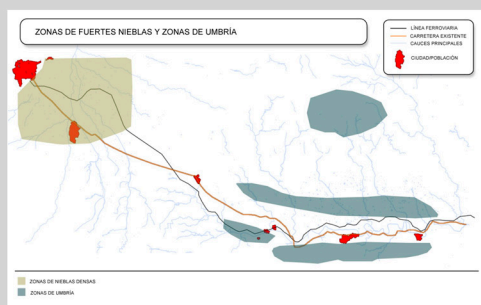 ZONAS DE FUERTES NIEBLAS Y ZONAS DE UMBRÍA
LÍNEA FERROVIARIA
CARRETERA EXISTENTE
CAUCES PRINCIPALES
CIUDAD/POBLACIÓN
ZONAS DE NIEBLAS DENSAS
ZONAS DE UMBRÍA